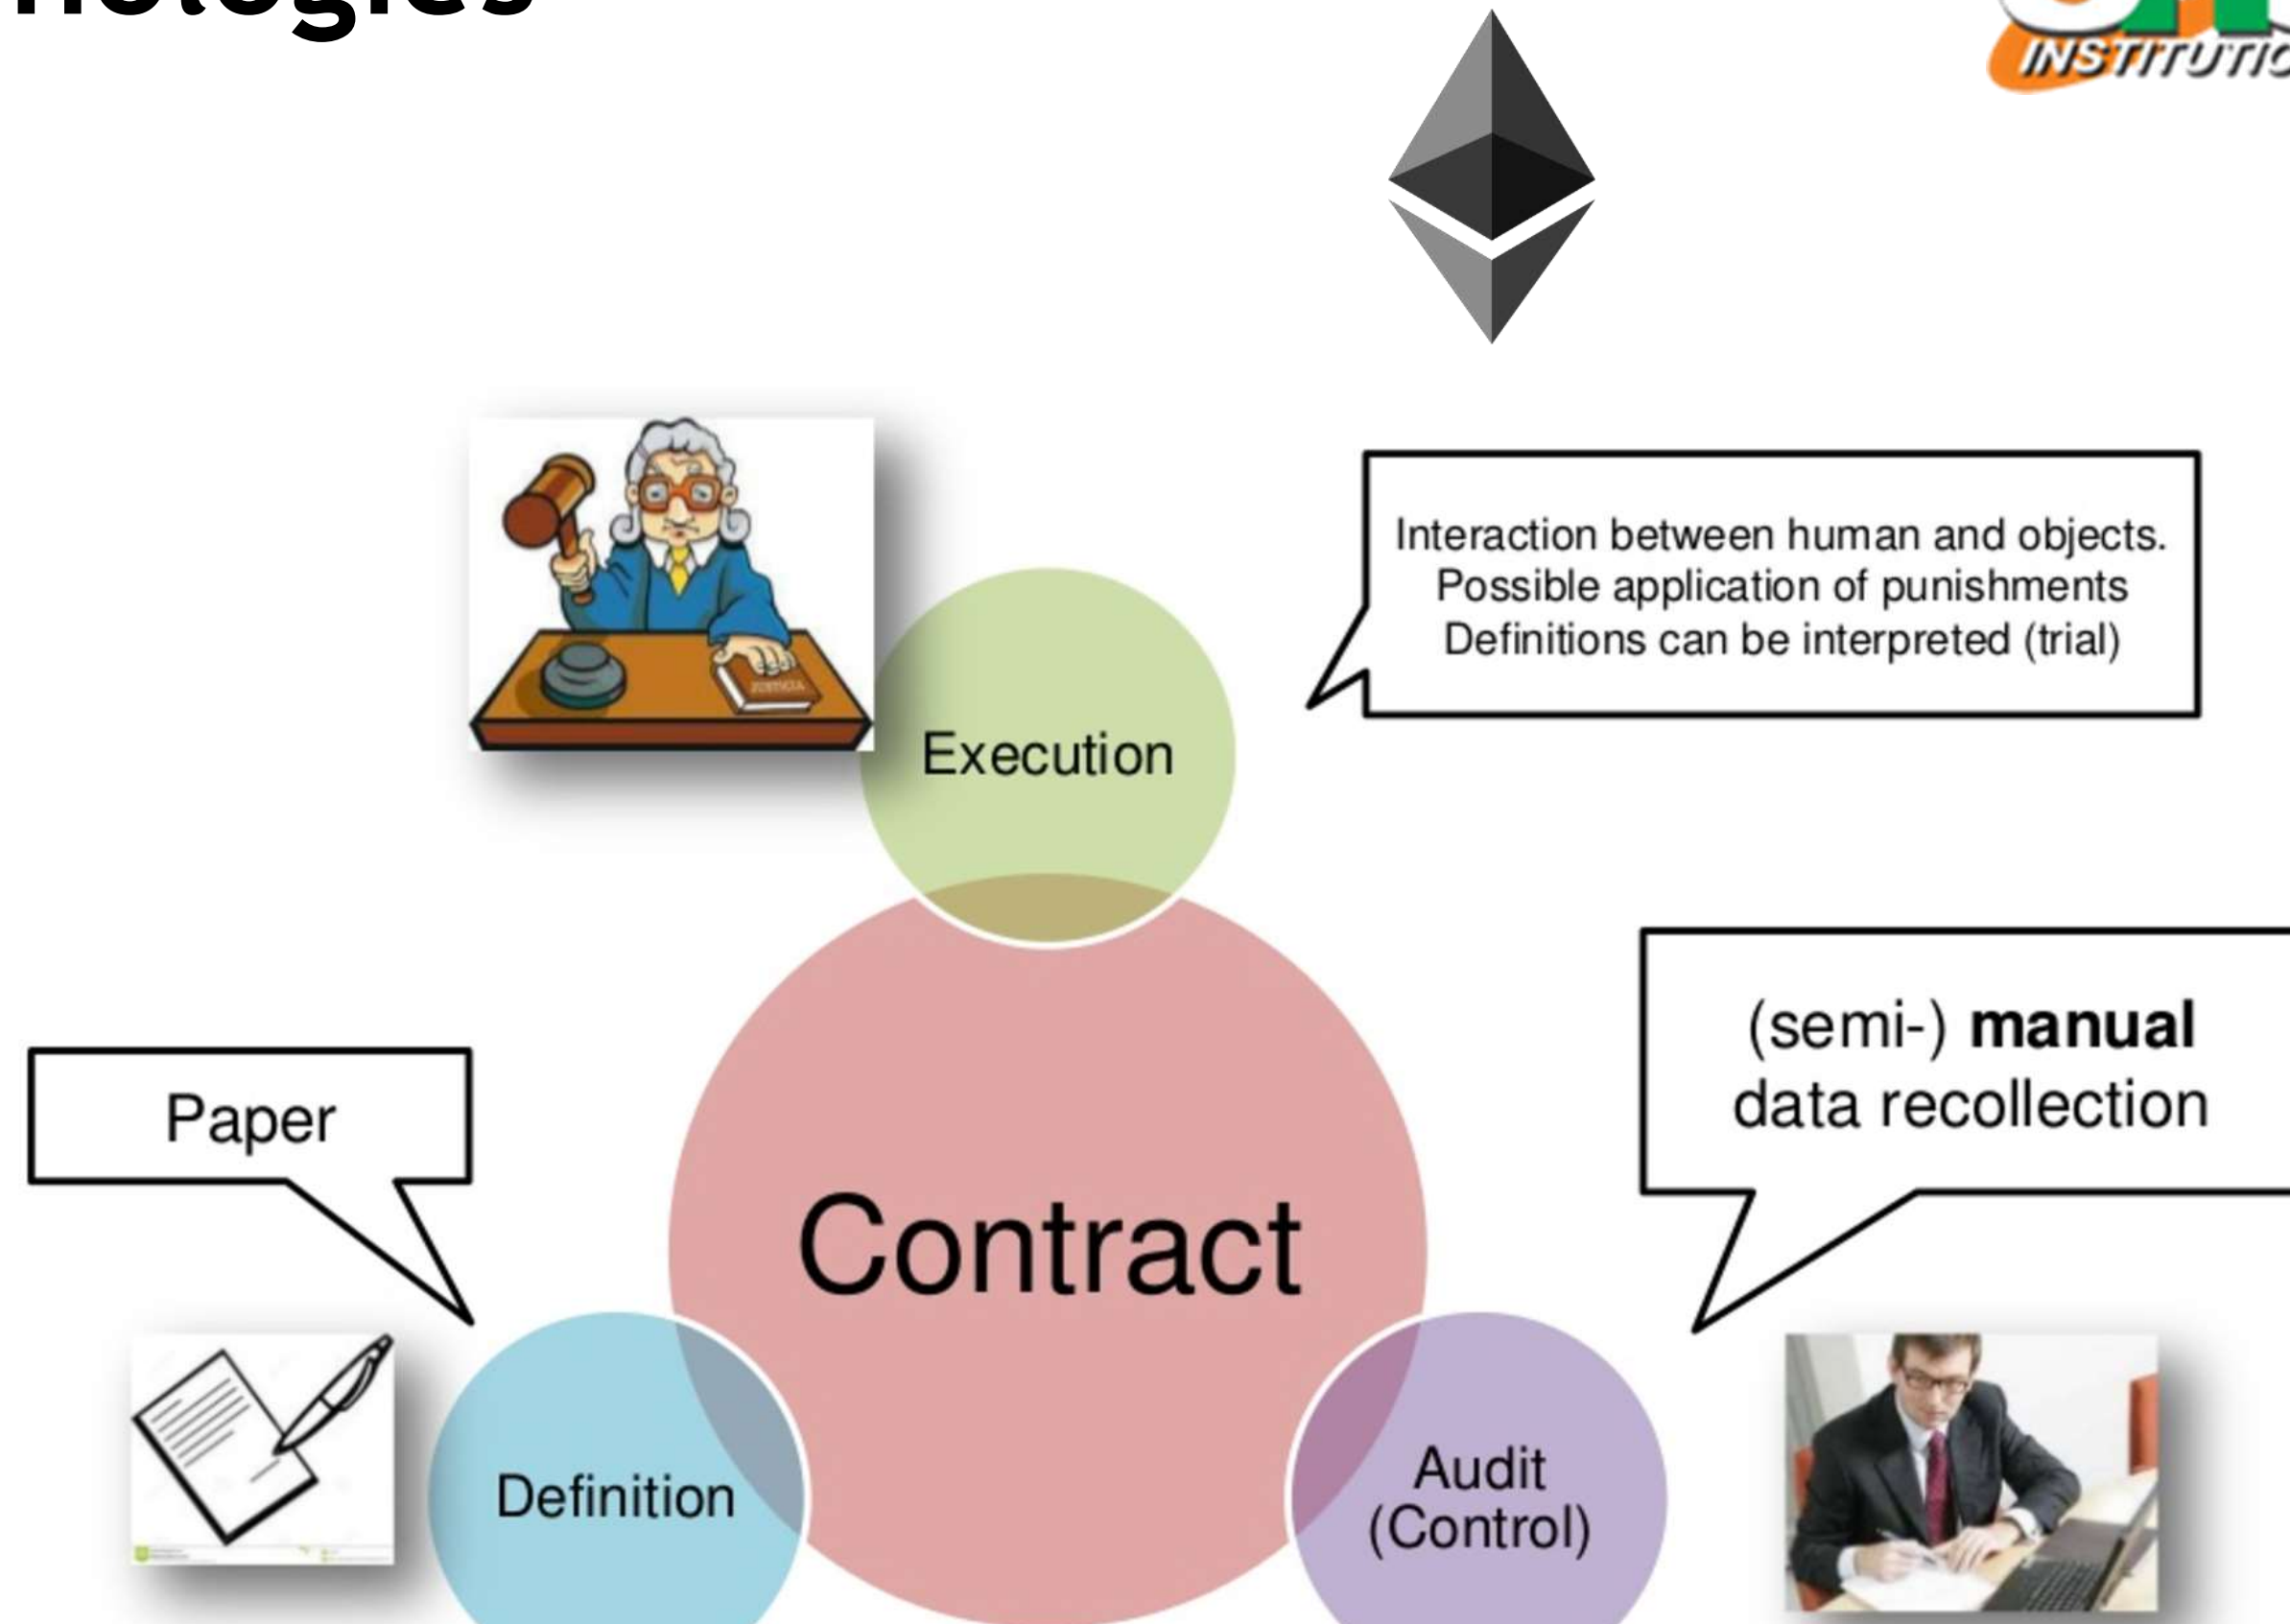 INSTITUTIO
Interaction between human and objects.
Possible application of punishments
Definitions can be interpreted (trial)
JUSTICIA
Execution
(semi-) manual
data recollection
Paper
Contract
Definition
Audit
(Control)